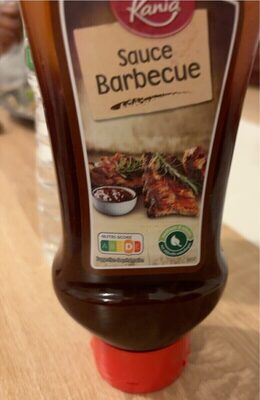 Kania
Sauce
Barbecue
NUTRI-SCORE
A B C D E